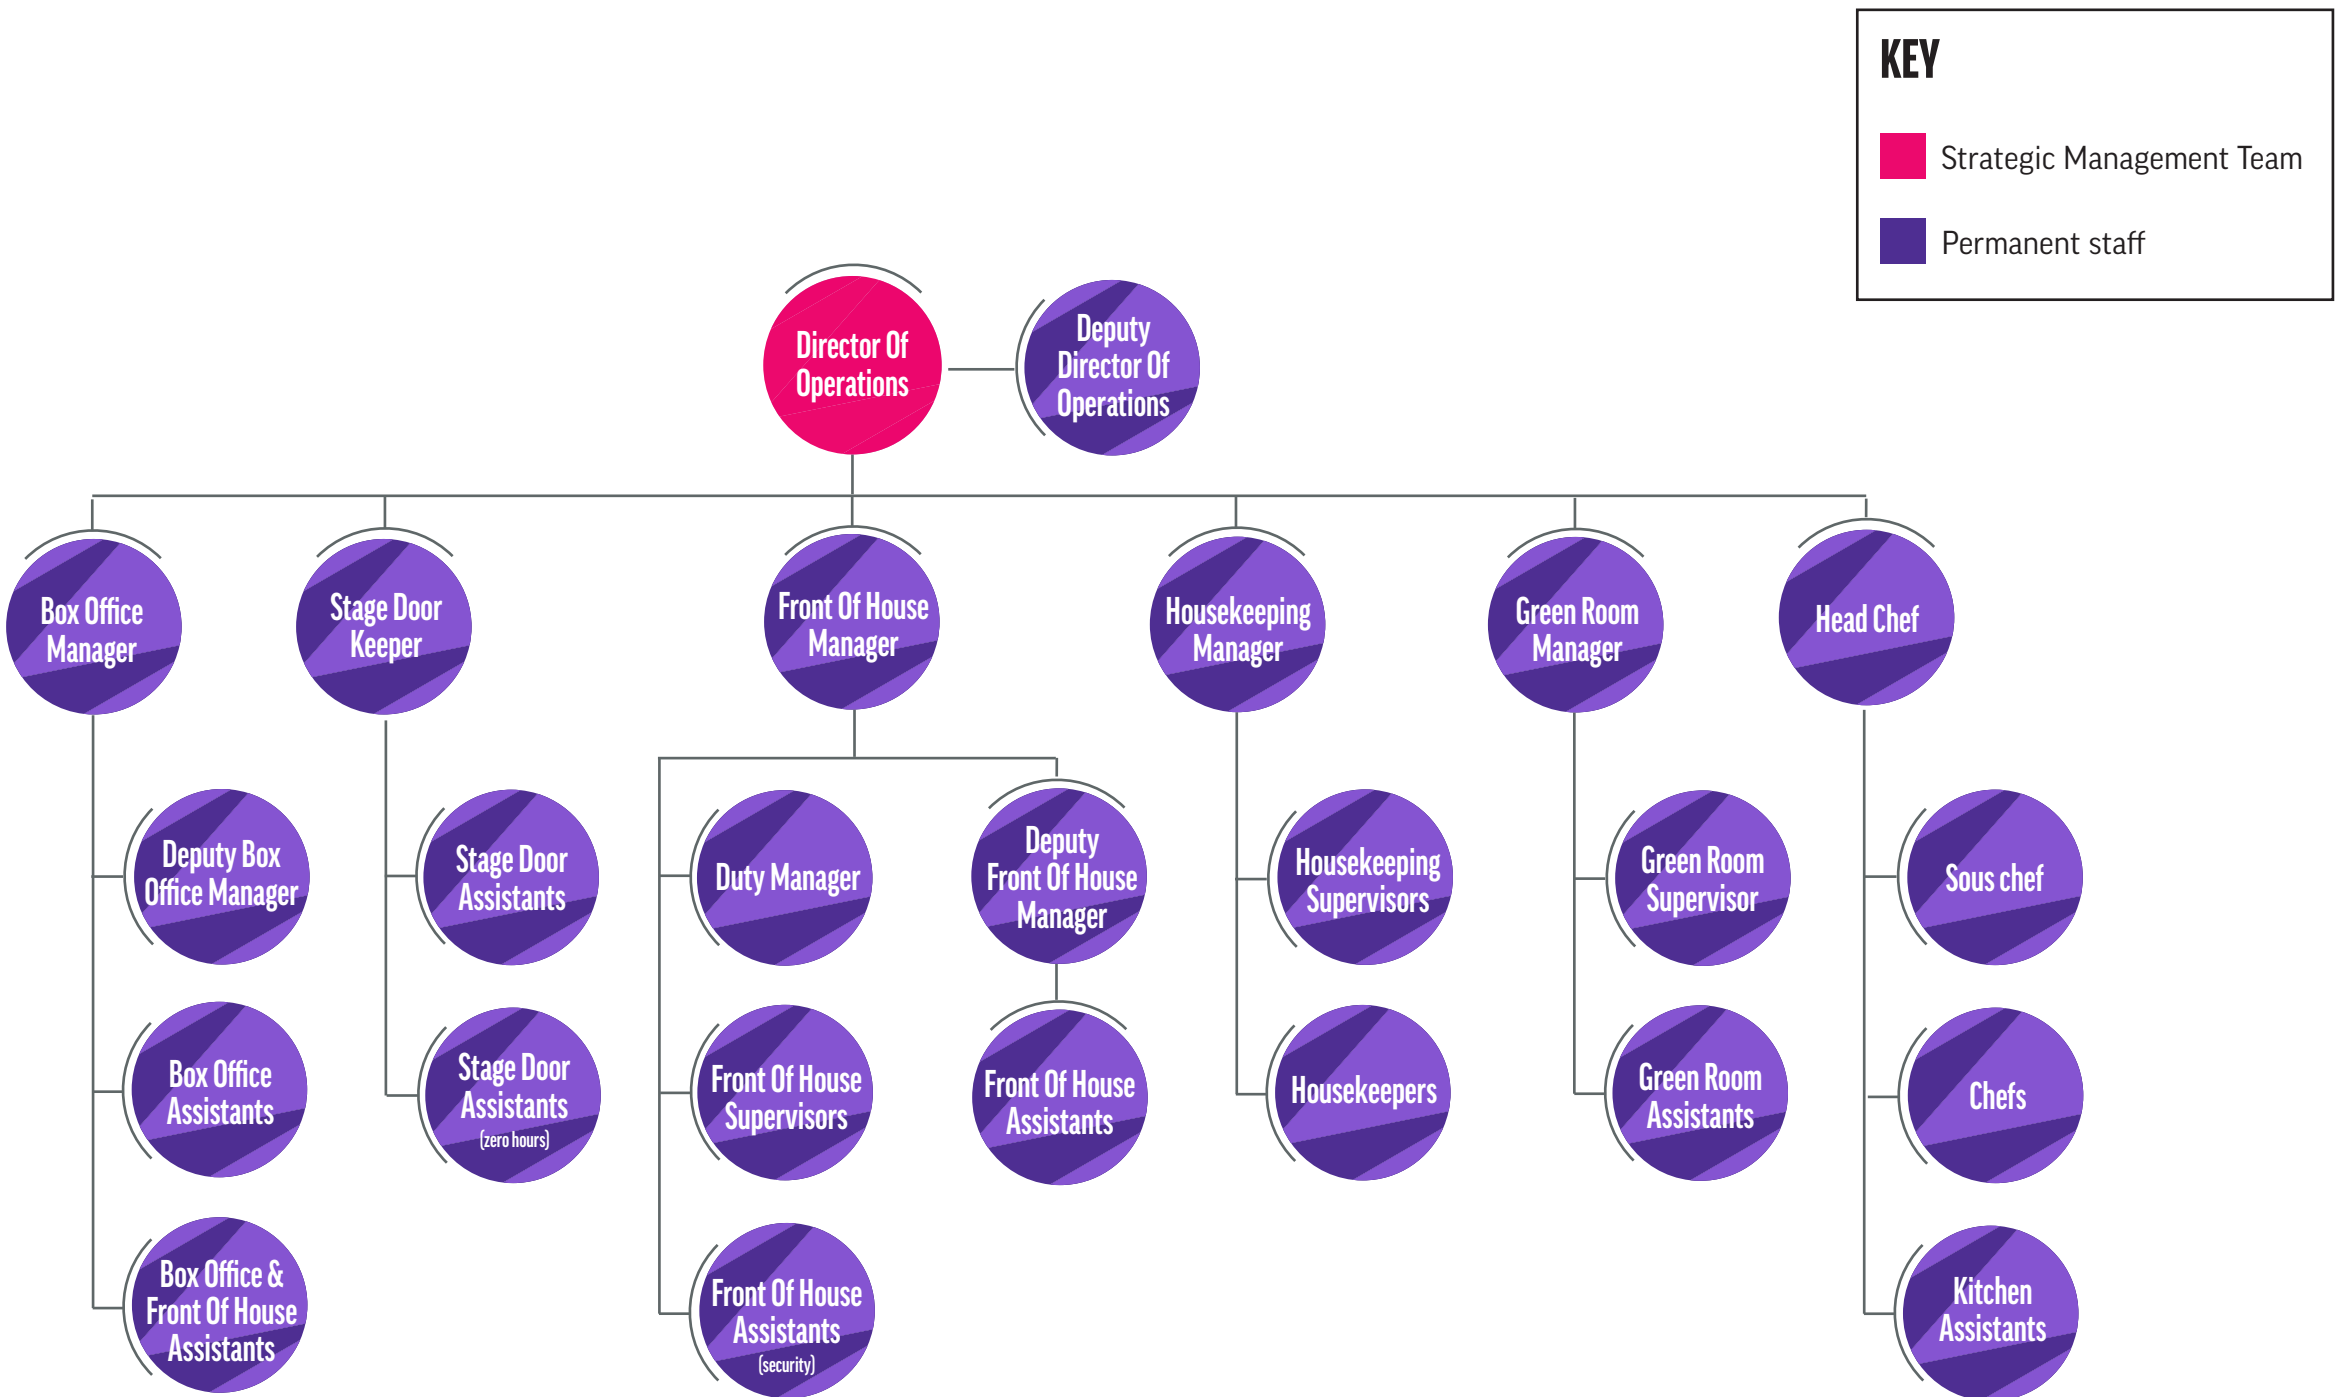 KEY
Strategic Management Team
Permanent staff
Director Of
Operations
Deputy
Director Of
Operations
Box Office
Manager
Stage Door
Keeper
Front Of House
Manager
Housekeeping
Manager
Green Room
Manager
Head Chef
Deputy Box
Office Manager
Stage Door
Assistants
Duty Manager
Deputy
Front Of House
Manager
Housekeeping
Supervisors
Green Room
Supervisor
Sous chef
Box Office
Assistants
Stage Door
Assistants
(zero hours)
Front Of House
Supervisors
Front Of House
Assistants
Housekeepers
Green Room
Assistants
Chefs
Box Office &
Front Of House
Assistants
Front Of House
Assistants
(security)
Kitchen
Assistants